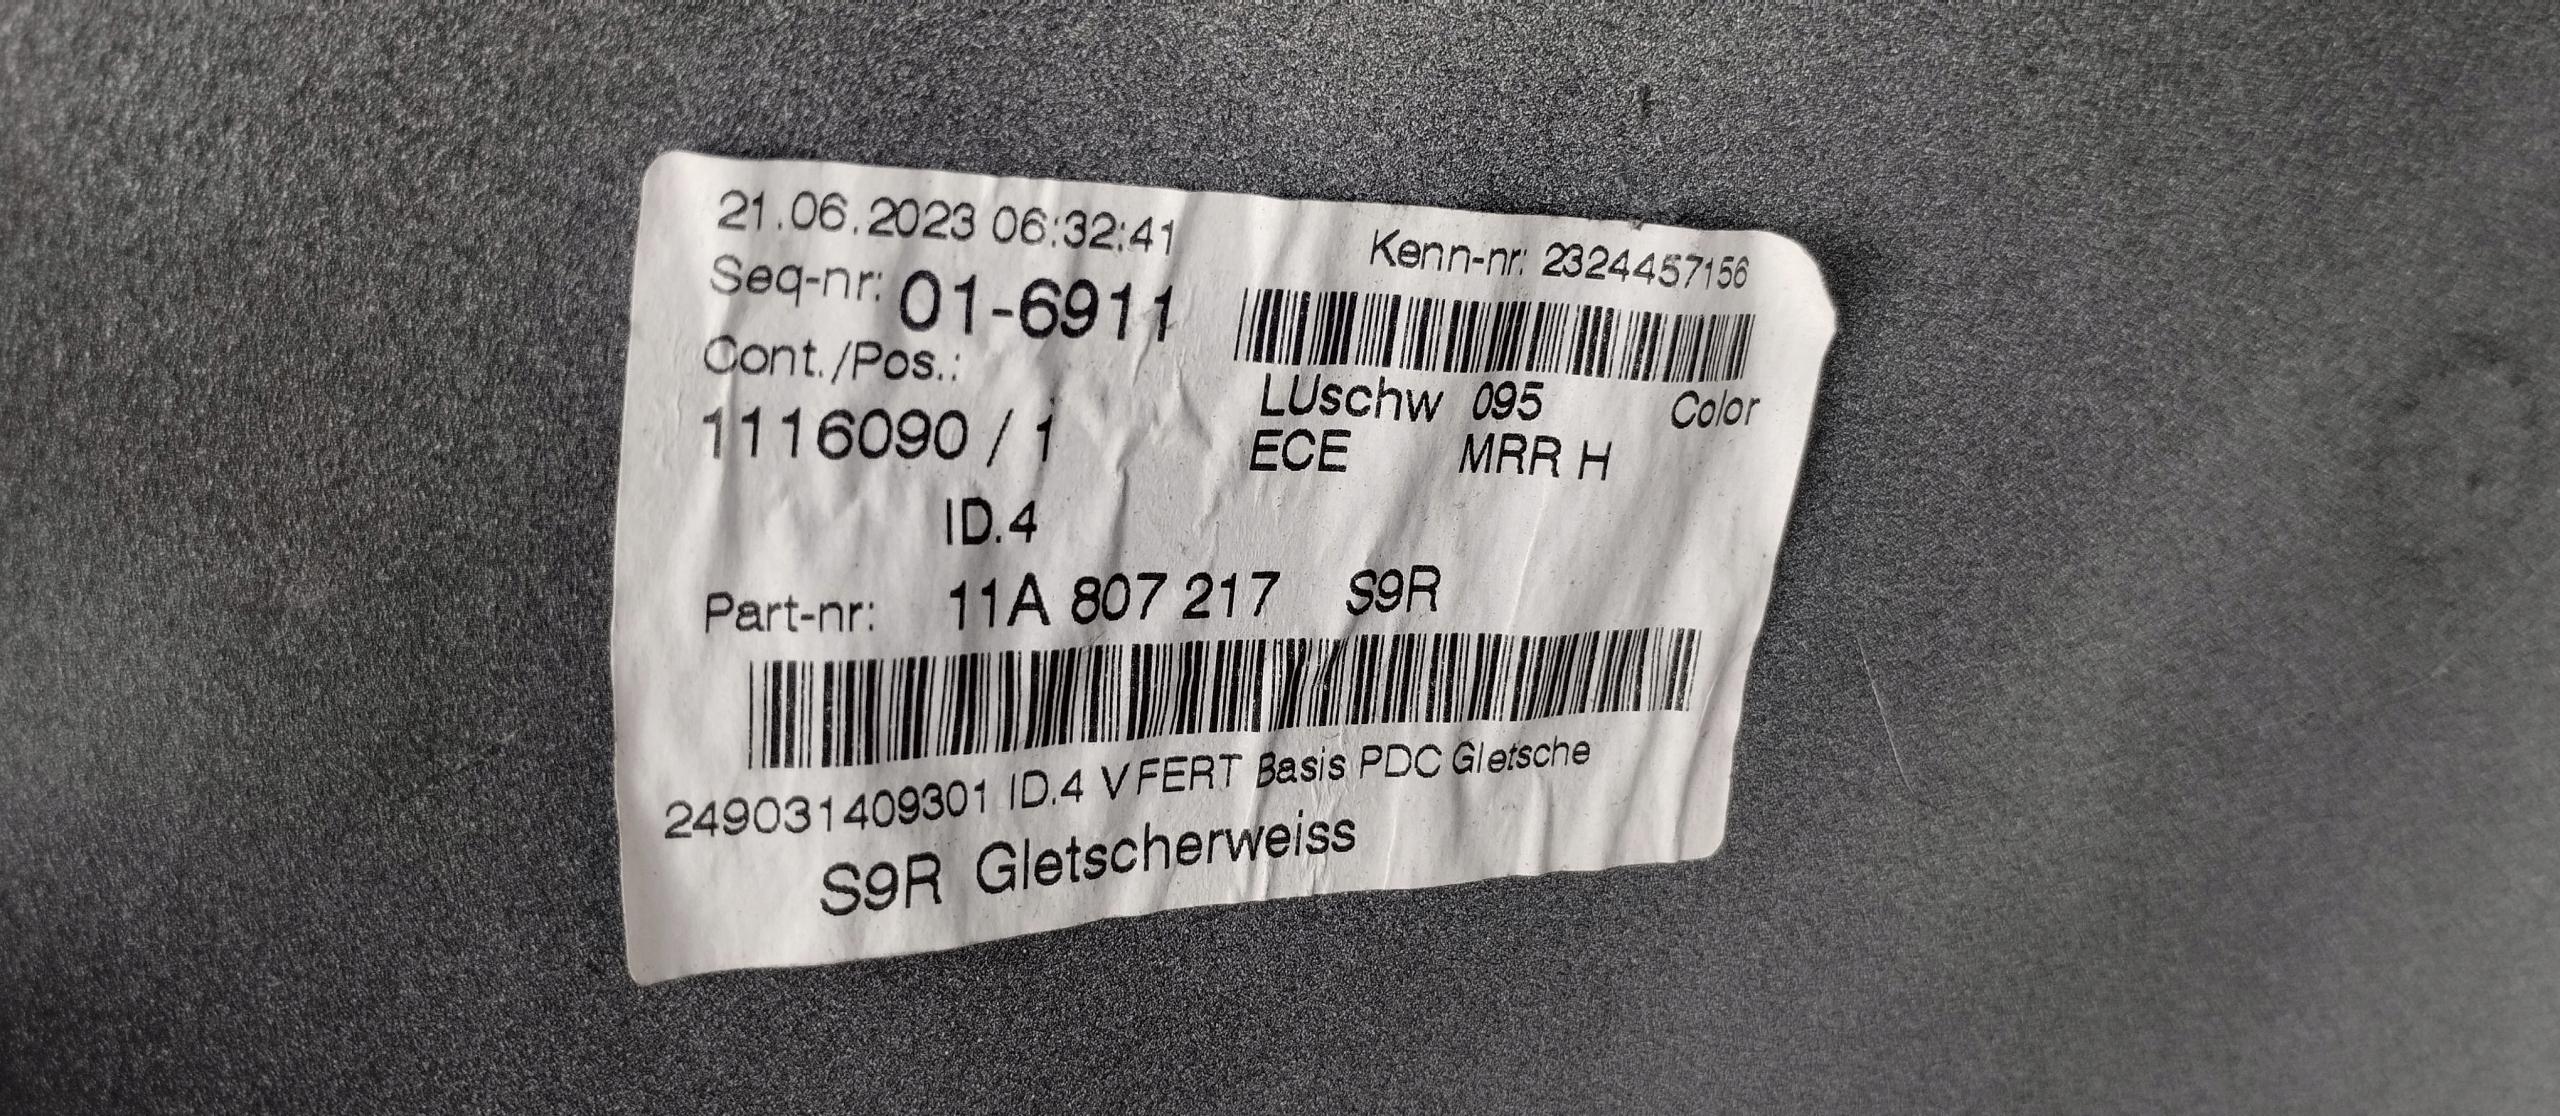 21.06.2023 06:32:41
Kenn-nr: 2324457156
Seq-nr: 01-6911
Cont./Pos.:
1116090 / 1
LUschw 095 Color
ECE MRR H
ID.4
Part-nr: 11A 807 217 S9R
249031409301 ID.4 V FERT Basis PDC Gletsche
S9R Gletscherweiss